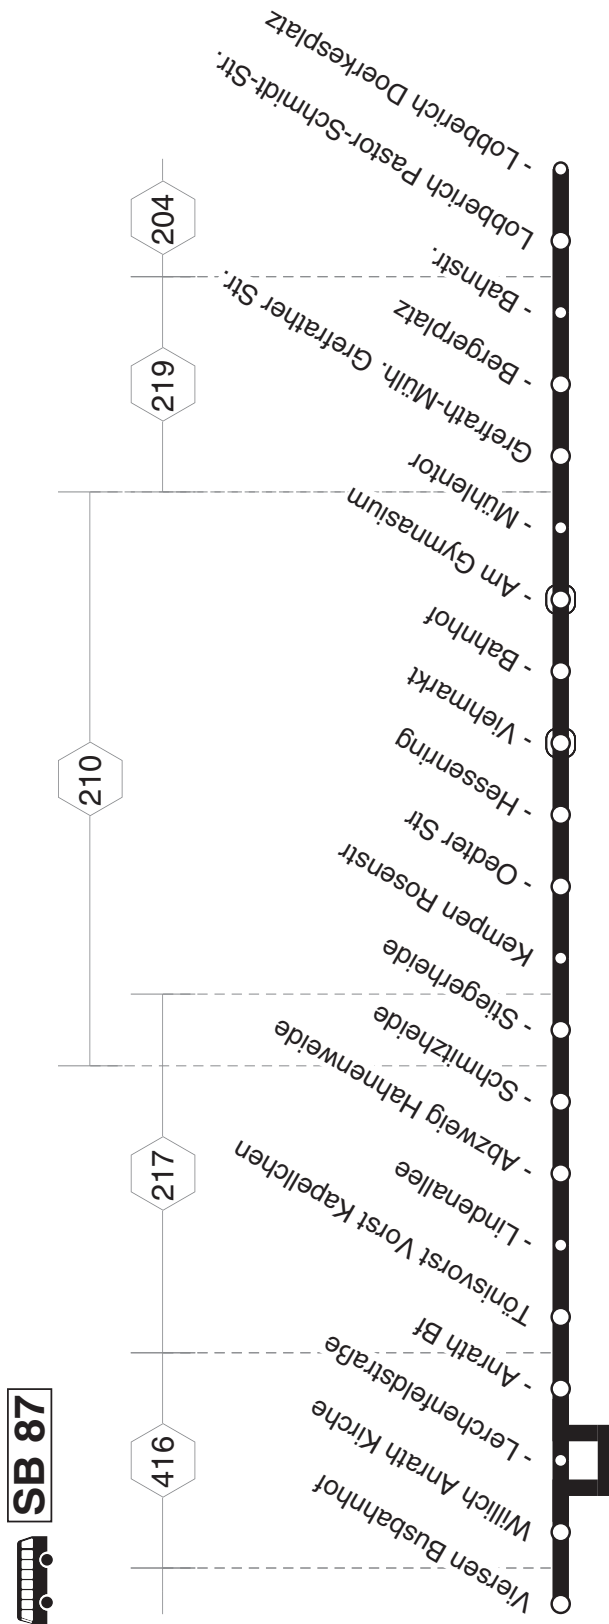 SB 87
416
217
210
219
204
Viersen Busbahnhof
Willich Anrath Kirche
- Lerchenfeldstraße
- Anrath Bf
Tönisvorst Vorst Kapellchen
- Lindenallee
- Abzweig Hahnenweide
- Schmitzheide
- Stiegerheide
Kempen Rosenstr
- Oedter Str
- Hessenring
- Viehmarkt
- Bahnhof
- Am Gymnasium
- Mühlentor
Grefrath-Mülh. Grefrather Str.
- Bergerplatz
- Bahnstr.
Lobberich Pastor-Schmidt-Str.
- Lobberich Doerkesplatz